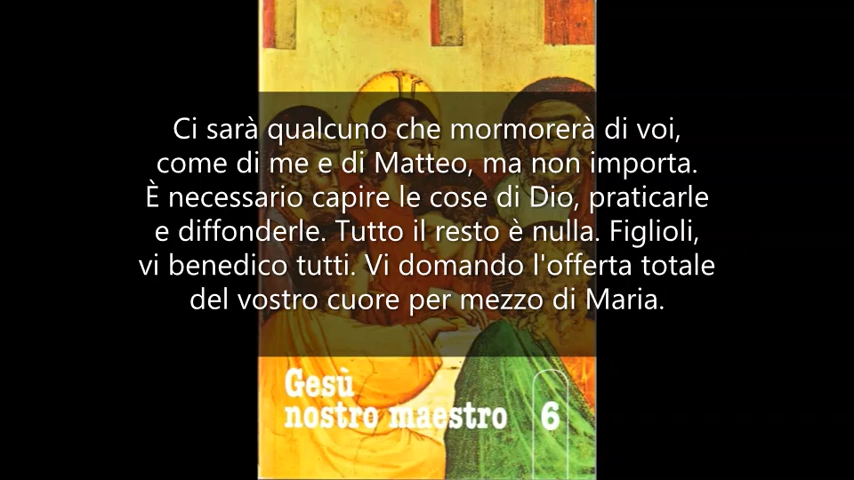 Ci sarà qualcuno che mormorerà di voi,
come di me e di Matteo, ma non importa.
È necessario capire le cose di Dio, praticarle
e diffonderle. Tutto il resto è nulla. Figlioli,
vi benedico tutti. Vi domando l'offerta totale
del vostro cuore per mezzo di Maria.
Gesù
nostro maestro 6